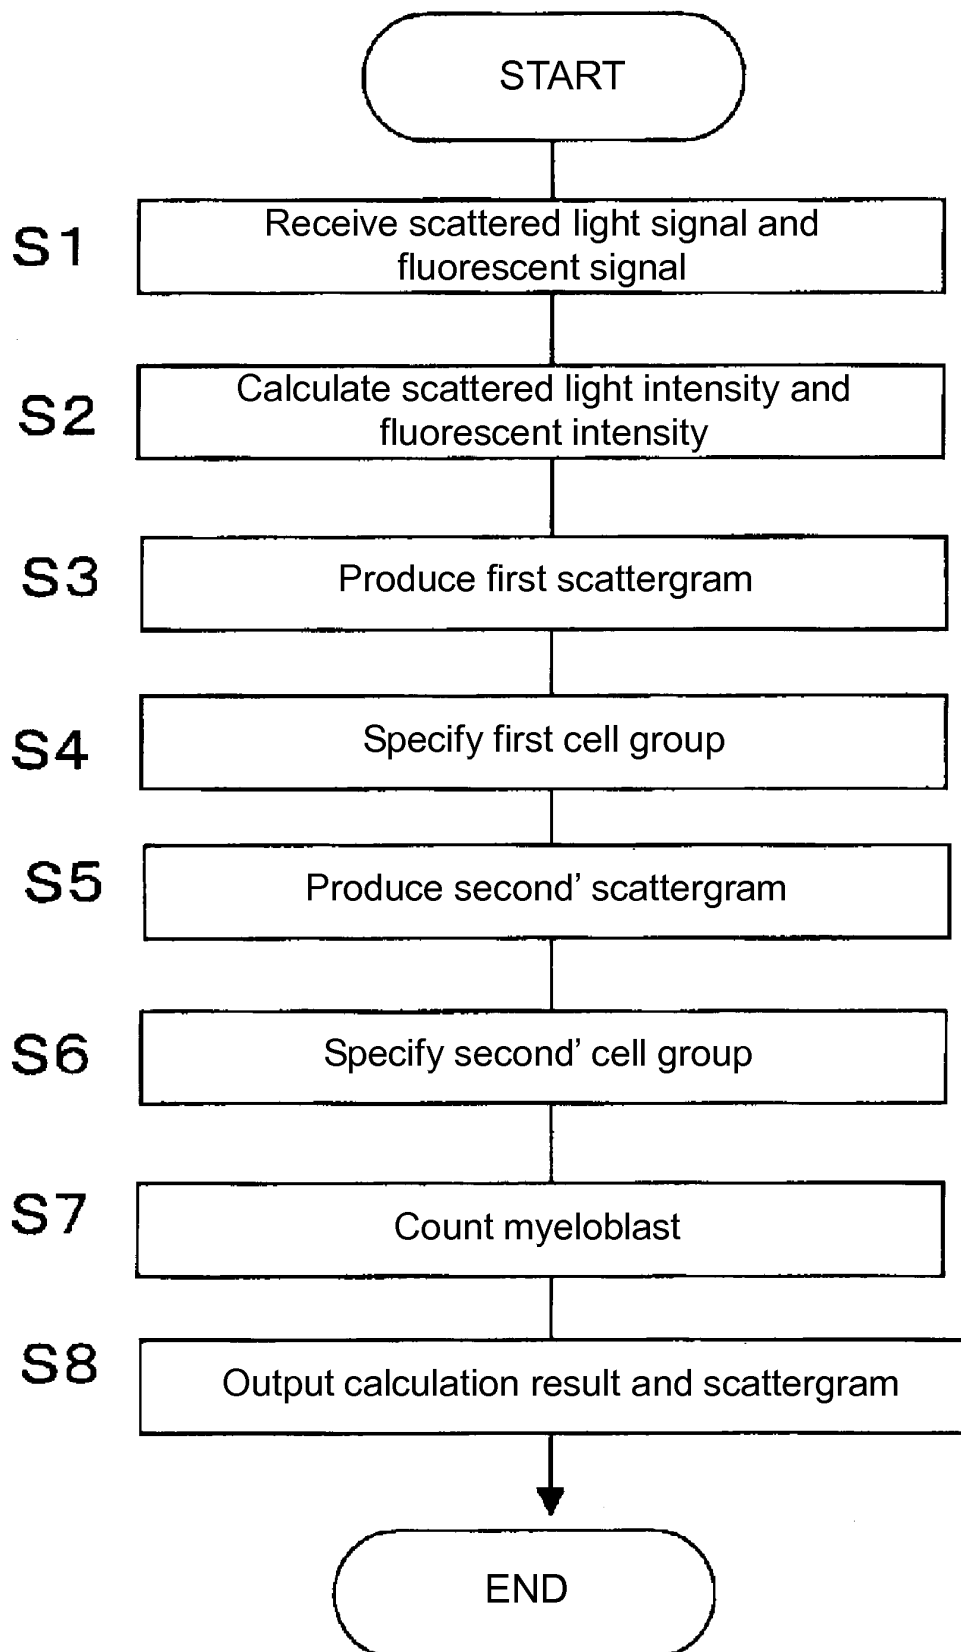 START
S1
Receive scattered light signal and
fluorescent signal
S2
Calculate scattered light intensity and
fluorescent intensity
S3
Produce first scattergram
S4
Specify first cell group
S5
Produce second’ scattergram
S6
Specify second’ cell group
S7
Count myeloblast
S8
Output calculation result and scattergram
END